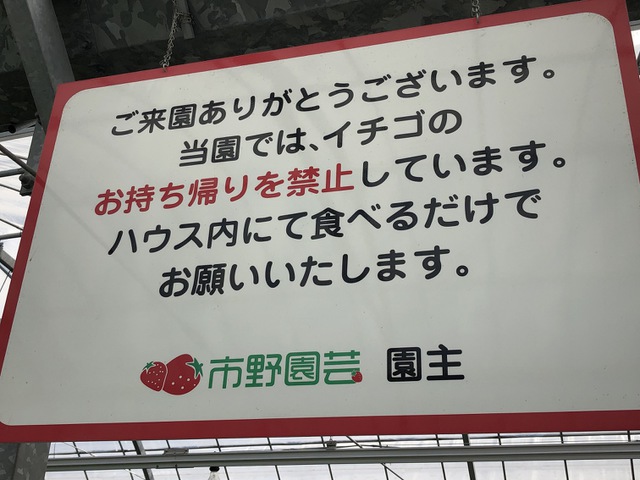 ご来園ありがとうございます。
当園では、イチゴの
お持ち帰りを禁止しています。
ハウス内にて食べるだけで
お願いいたします。
市野園芸 園主